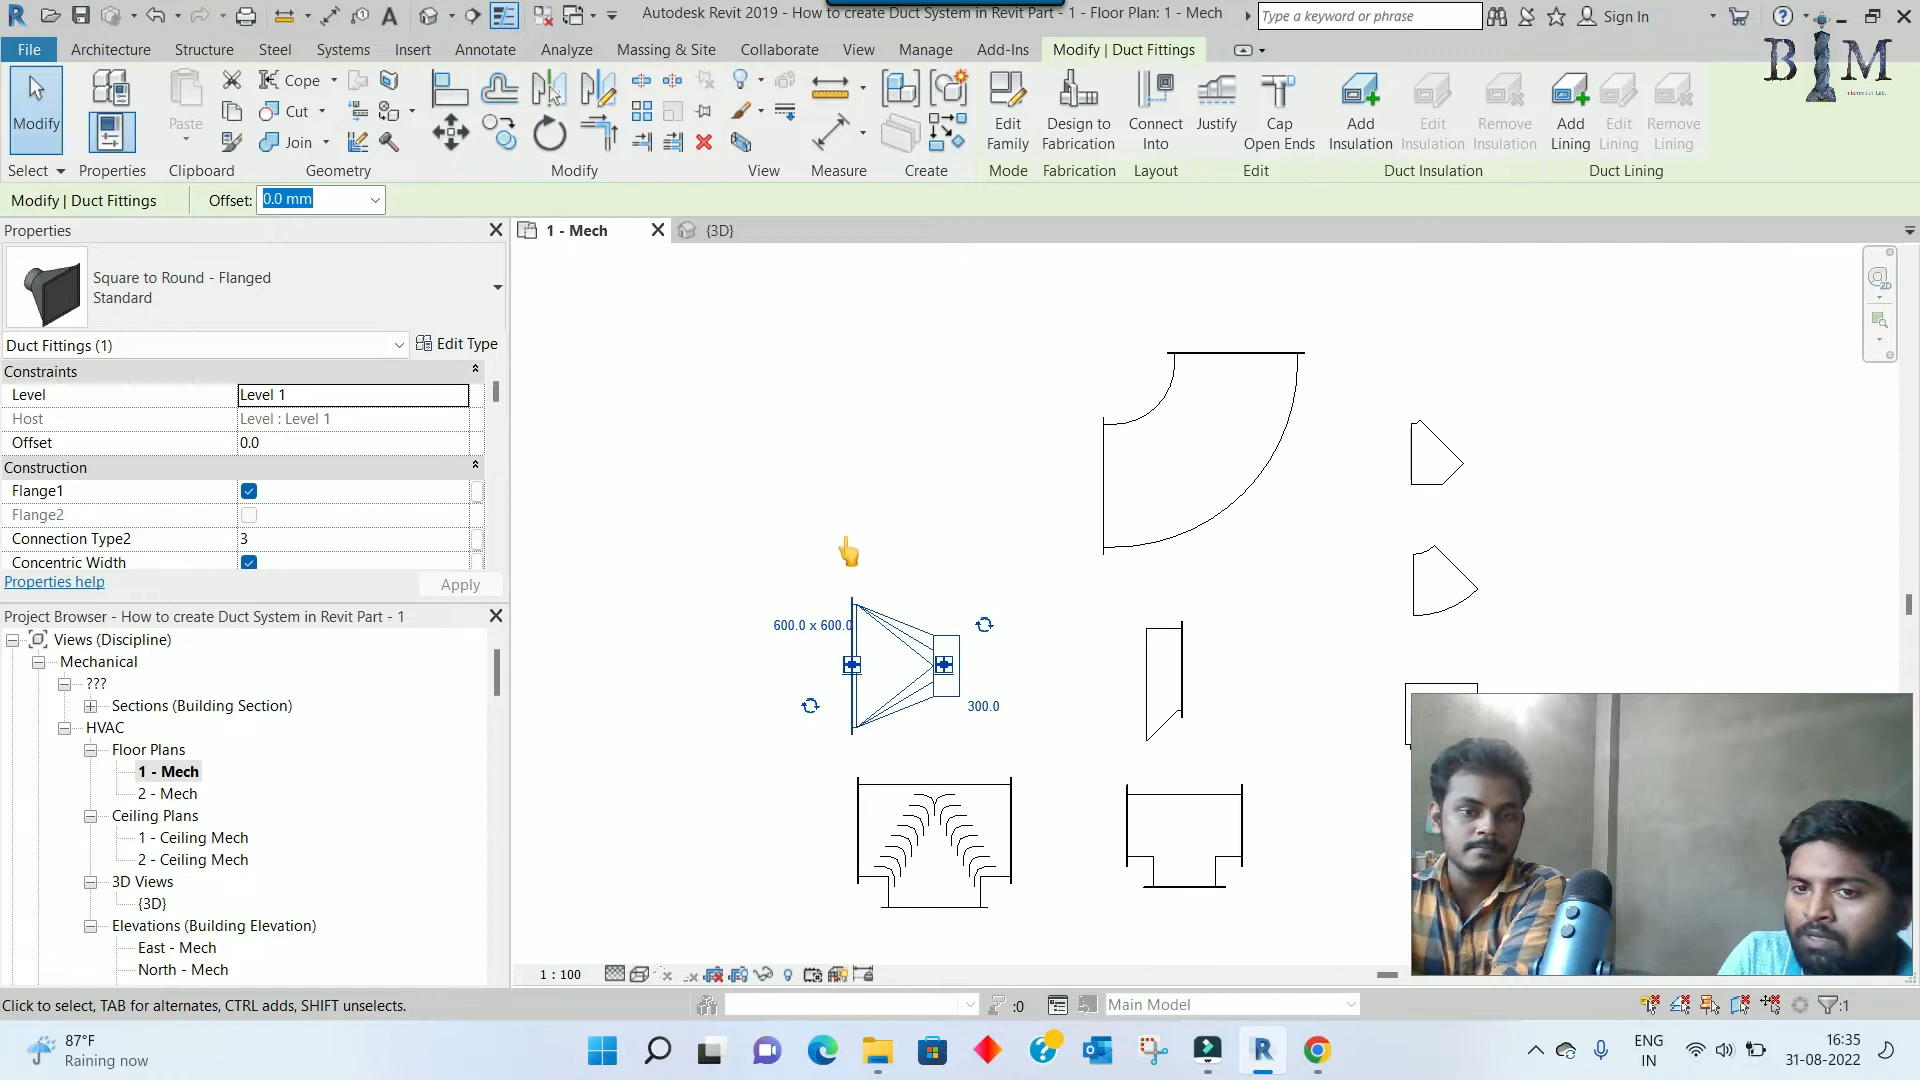 Autodesk Revit 2019 - How to create Duct System in Revit Part - 1 - Floor Plan: 1 - Mech
Type a keyword or phrase
Sign In
File Architecture Structure Steel Systems Insert Annotate Analyze Massing & Site Collaborate View Manage Add-Ins Modify | Duct Fittings
BIM
Modify
Paste
Cope
Cut
Join
Edit Family
Design to Fabrication
Connect Into
Justify
Cap Open Ends
Add Insulation
Edit Insulation
Remove Insulation
Add Lining
Edit Lining
Remove Lining
Select Properties Clipboard Geometry Modify View Measure Create Mode Fabrication Layout Edit Duct Insulation Duct Lining
Modify | Duct Fittings Offset: 0.0 mm
Properties
1 - Mech
{3D}
2D
Square to Round - Flanged
Standard
Duct Fittings (1)
Edit Type
Constraints
Level Level 1
Host Level : Level 1
Offset 0.0
Construction
Flange1
Flange2
Connection Type2 3
Concentric Width
Properties help
Apply
600.0 x 600.0
300.0
Project Browser - How to create Duct System in Revit Part - 1
Views (Discipline)
Mechanical
???
Sections (Building Section)
HVAC
Floor Plans
1 - Mech
2 - Mech
Ceiling Plans
1 - Ceiling Mech
2 - Ceiling Mech
3D Views
{3D}
Elevations (Building Elevation)
East - Mech
North - Mech
1 : 100
Click to select, TAB for alternates, CTRL adds, SHIFT unselects.
:0
Main Model
:1
87°F
Raining now
ENG
IN
16:35
31-08-2022